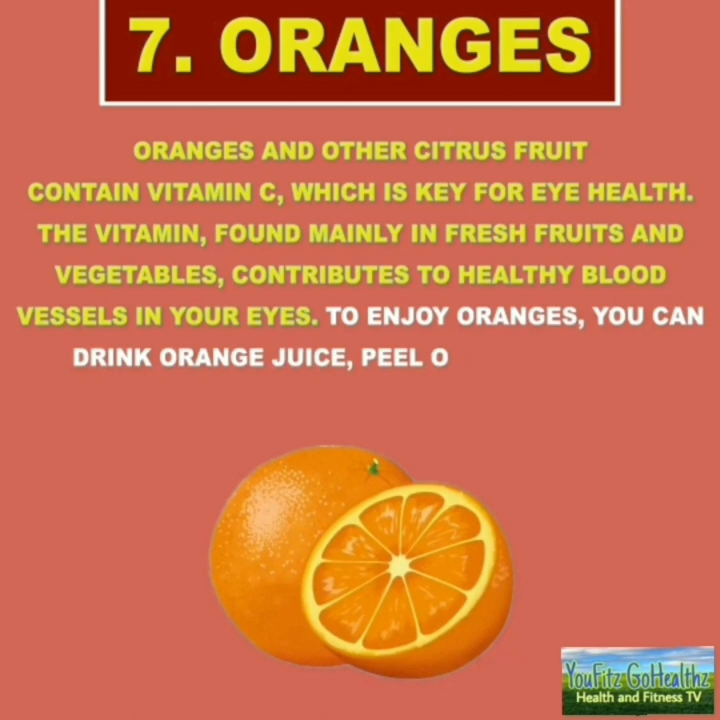 7. ORANGES
ORANGES AND OTHER CITRUS FRUIT
CONTAIN VITAMIN C, WHICH IS KEY FOR EYE HEALTH.
THE VITAMIN, FOUND MAINLY IN FRESH FRUITS AND
VEGETABLES, CONTRIBUTES TO HEALTHY BLOOD
VESSELS IN YOUR EYES. TO ENJOY ORANGES, YOU CAN
DRINK ORANGE JUICE, PEEL O
YouFitz GoHealthz
Health and Fitness TV